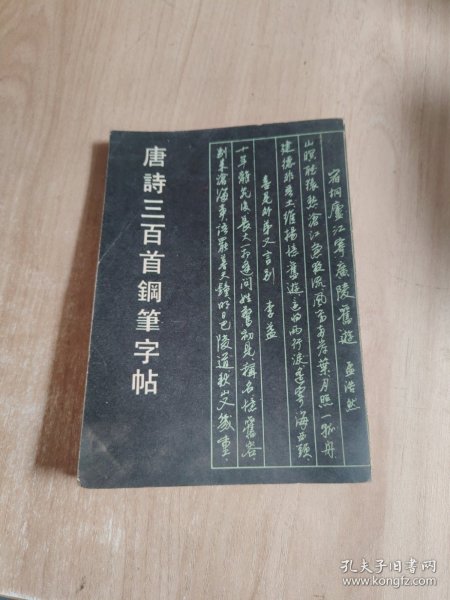 唐詩三百首鋼筆字帖
宿桐廬江寄廣陵舊遊 孟浩然
山暝聽猿愁滄江急夜流風鳴兩岸葉月照一孤舟
建德非吾土維揚憶舊遊還將兩行淚遙寄海西頭
喜見外弟又言別 李益
十年離亂後長大一相逢問姓驚初見稱名憶舊容
別來滄海事語罷暮天鐘明日巴陵道秋山又幾重
孔夫子旧书网
www.kongfz.com